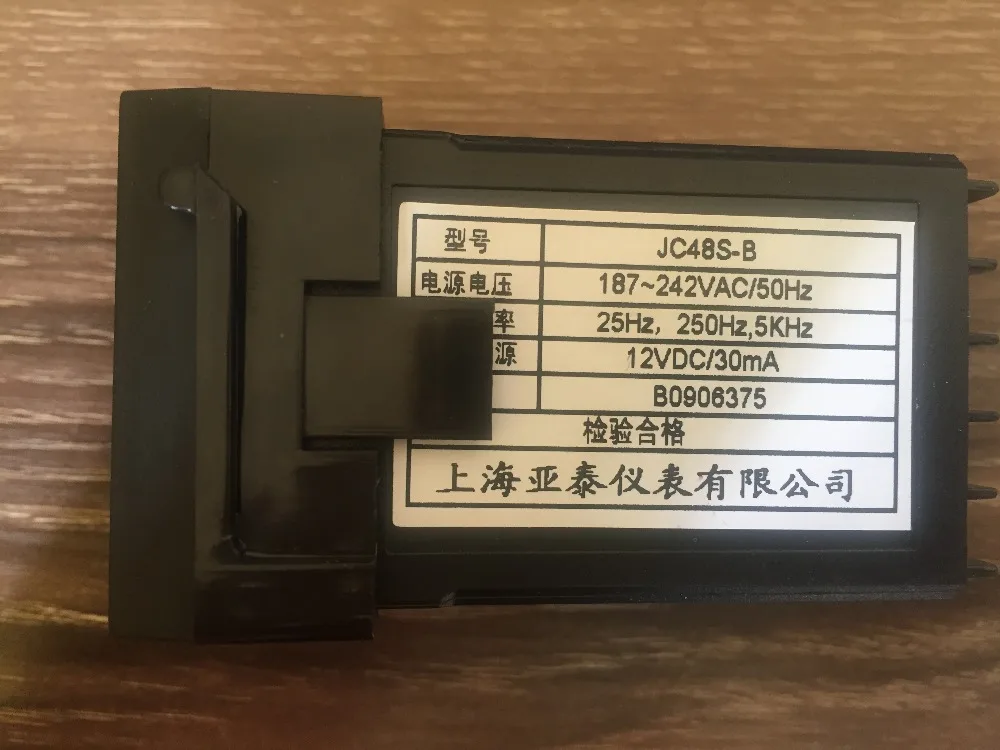 型号 JC48S-B
电源电压 187~242VAC/50Hz
率 25Hz, 250Hz,5KHz
源 12VDC/30mA
B0906375
检验合格
上海亚泰仪表有限公司